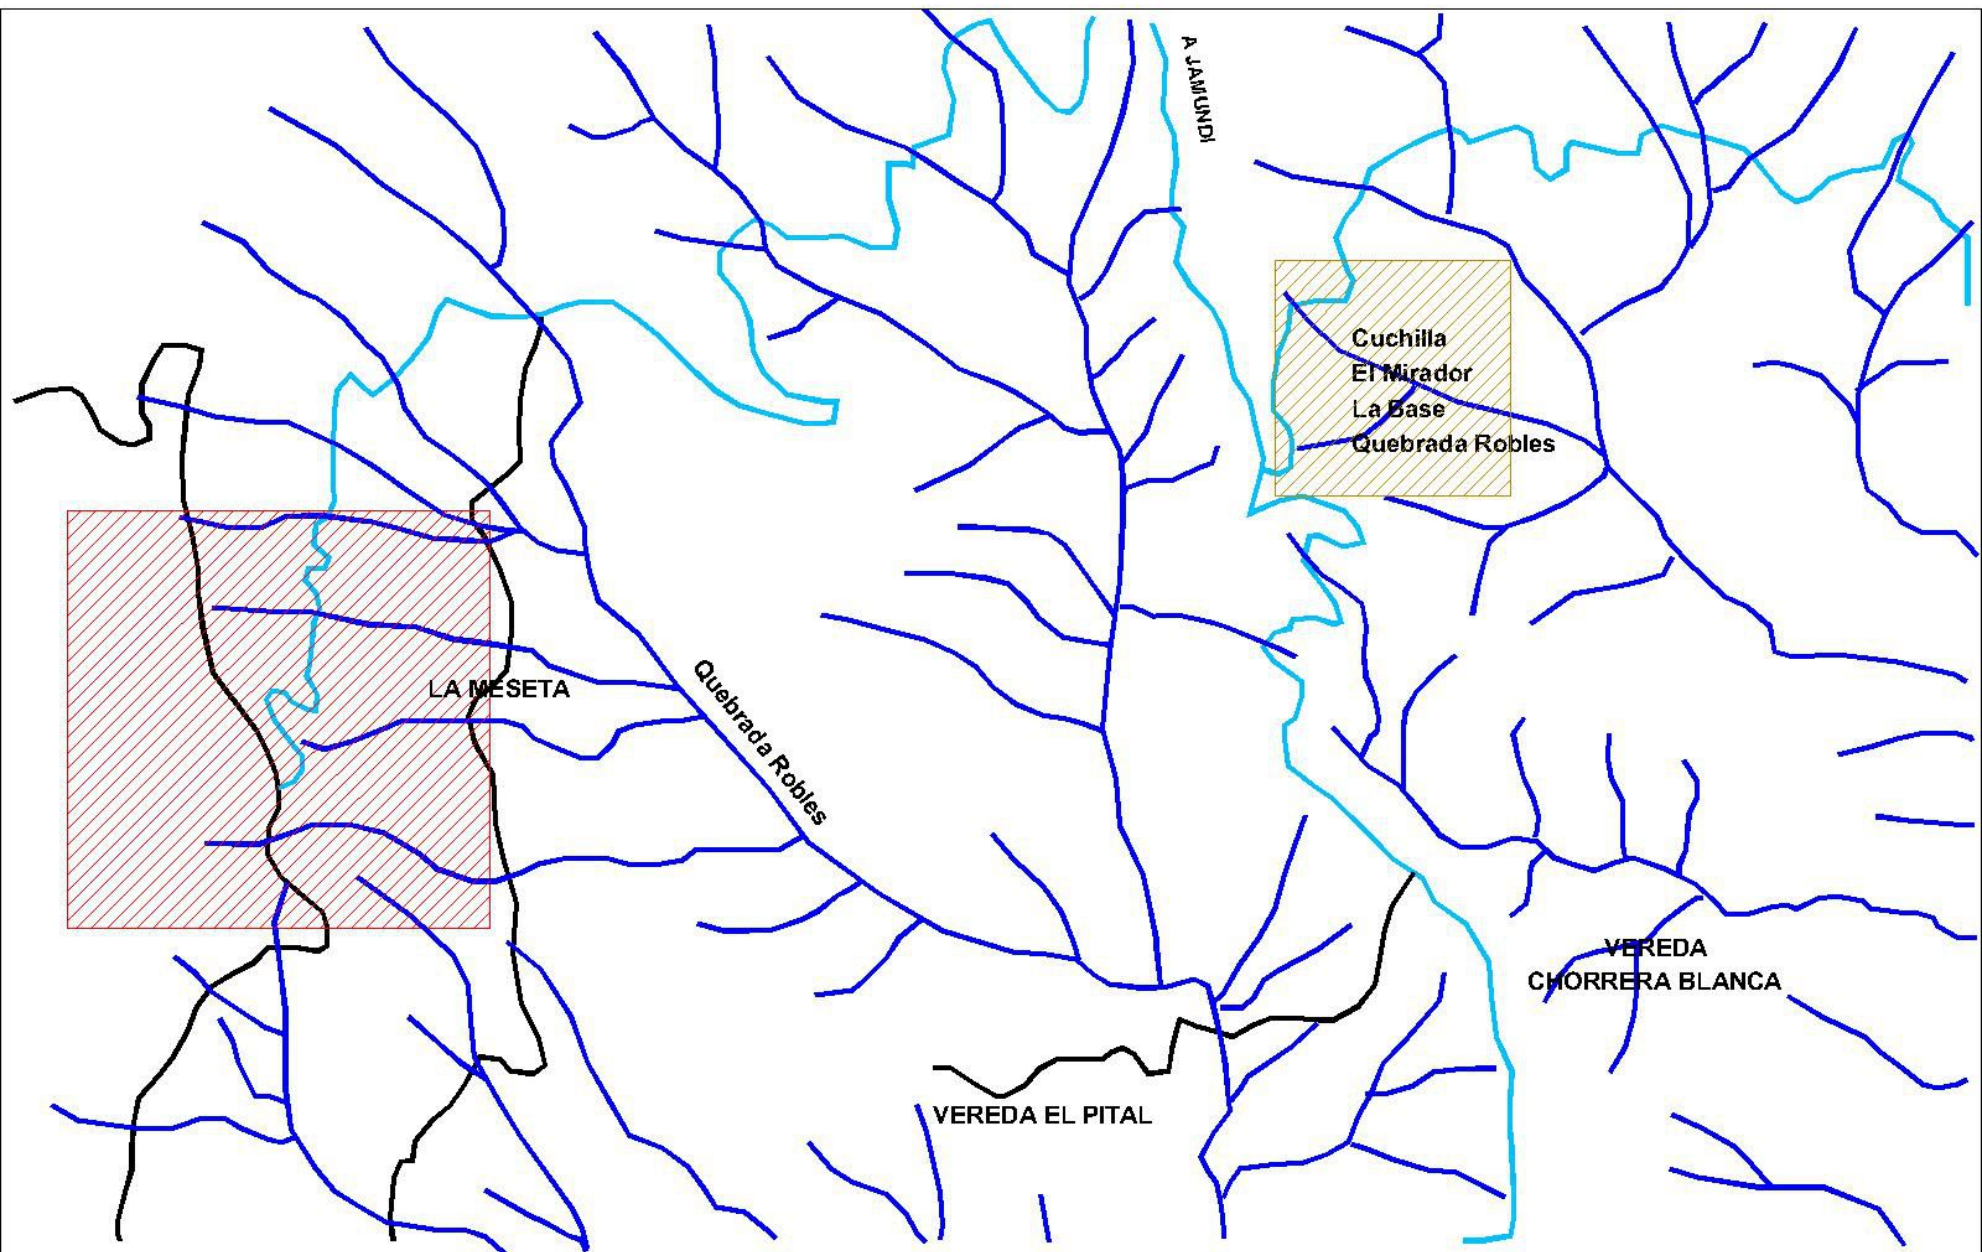 A JAMUNDI
Cuchilla
El Mirador
La Base
Quebrada Robles
LA MESETA
Quebrada Robles
VEREDA
CHORRERA BLANCA
VEREDA EL PITAL